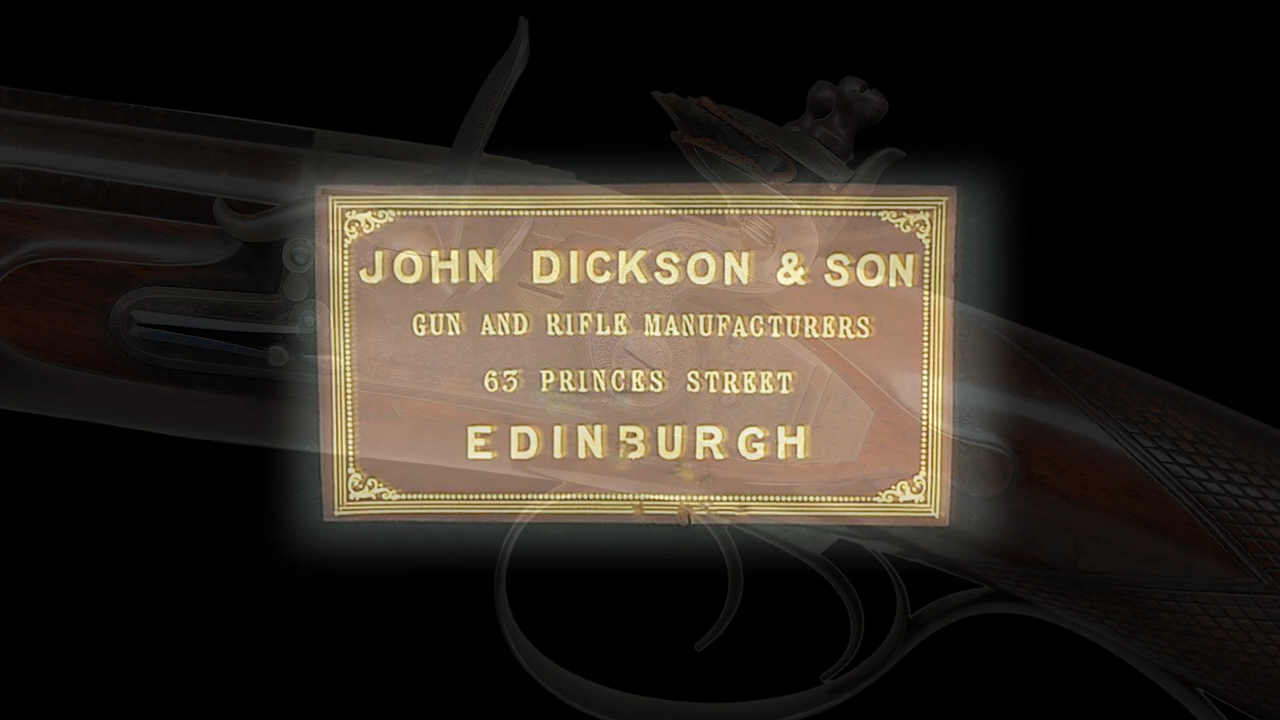 JOHN DICKSON & SON
GUN AND RIFLE MANUFACTURERS
63 PRINCES STREET
EDINBURGH